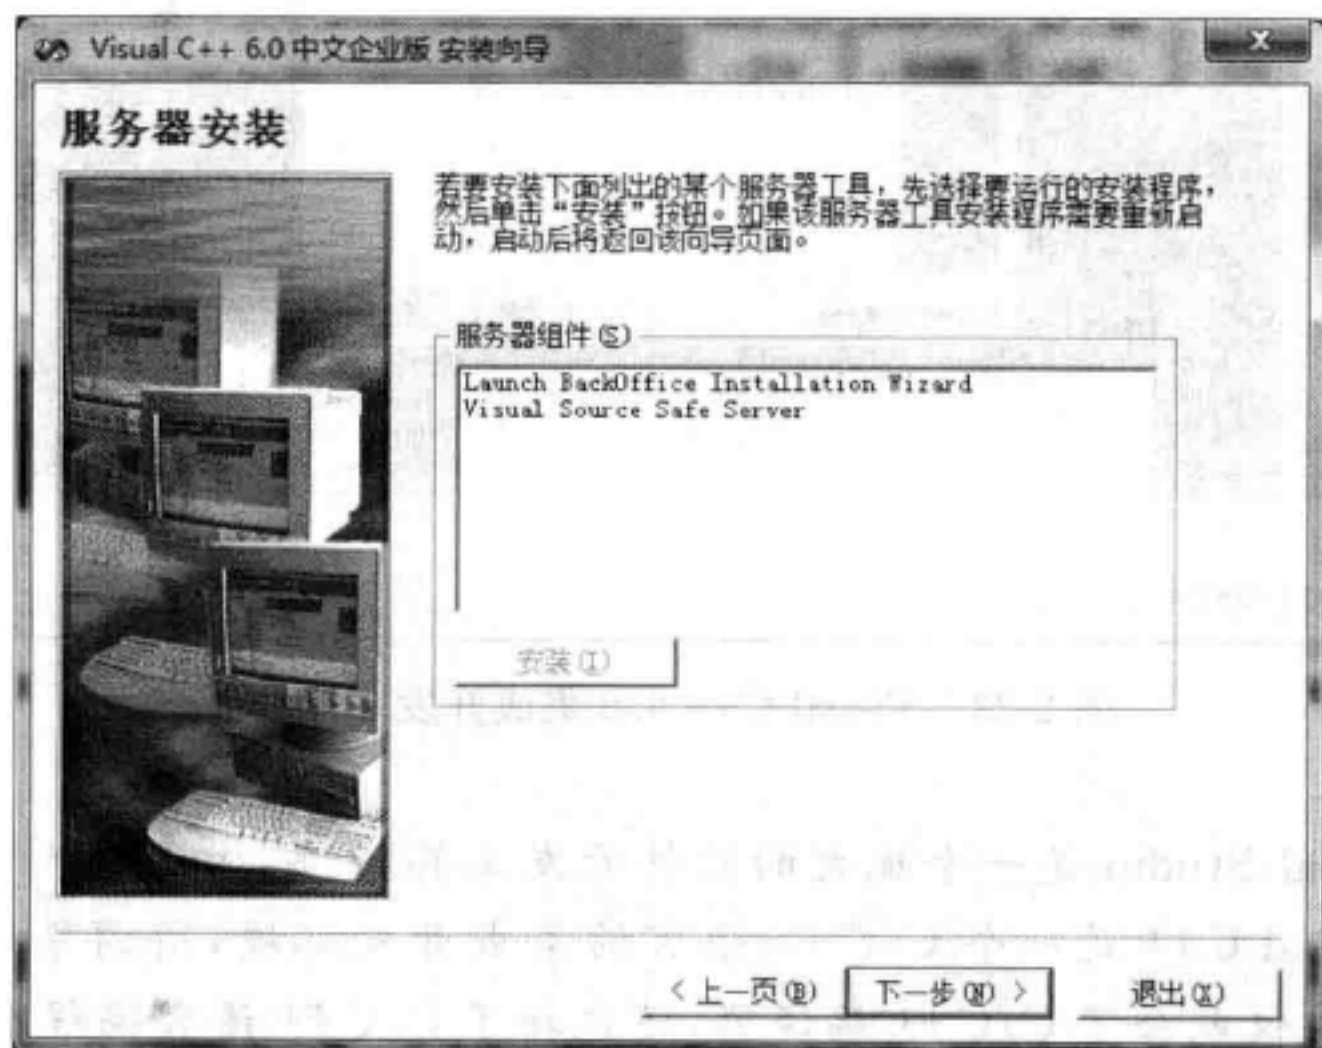 Visual C++ 6.0 中文企业版 安装向导
服务器安装
若要安装下面列出的某个服务器工具，先选择要运行的安装程序，
然后单击“安装”按钮。如果该服务器工具安装程序需要重新启
动，启动后将返回该向导页面。
服务器组件(S)
Launch BackOffice Installation Wizard
Visual Source Safe Server
安装(I)
< 上一页(B)
下一步(N) >
退出(X)